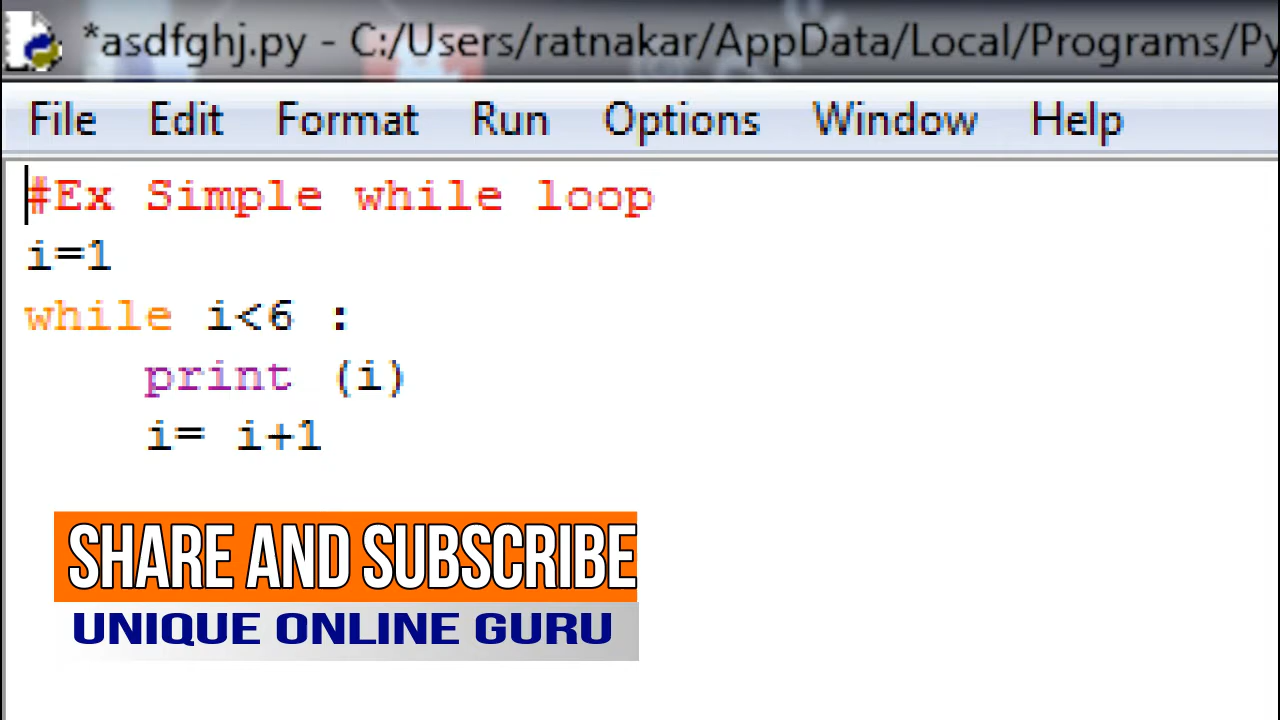 *asdfghj.py - C:/Users/ratnakar/AppData/Local/Programs/Py
File Edit Format Run Options Window Help
#Ex Simple while loop
i=1
while i<6 :
    print (i)
    i= i+1
SHARE AND SUBSCRIBE
UNIQUE ONLINE GURU